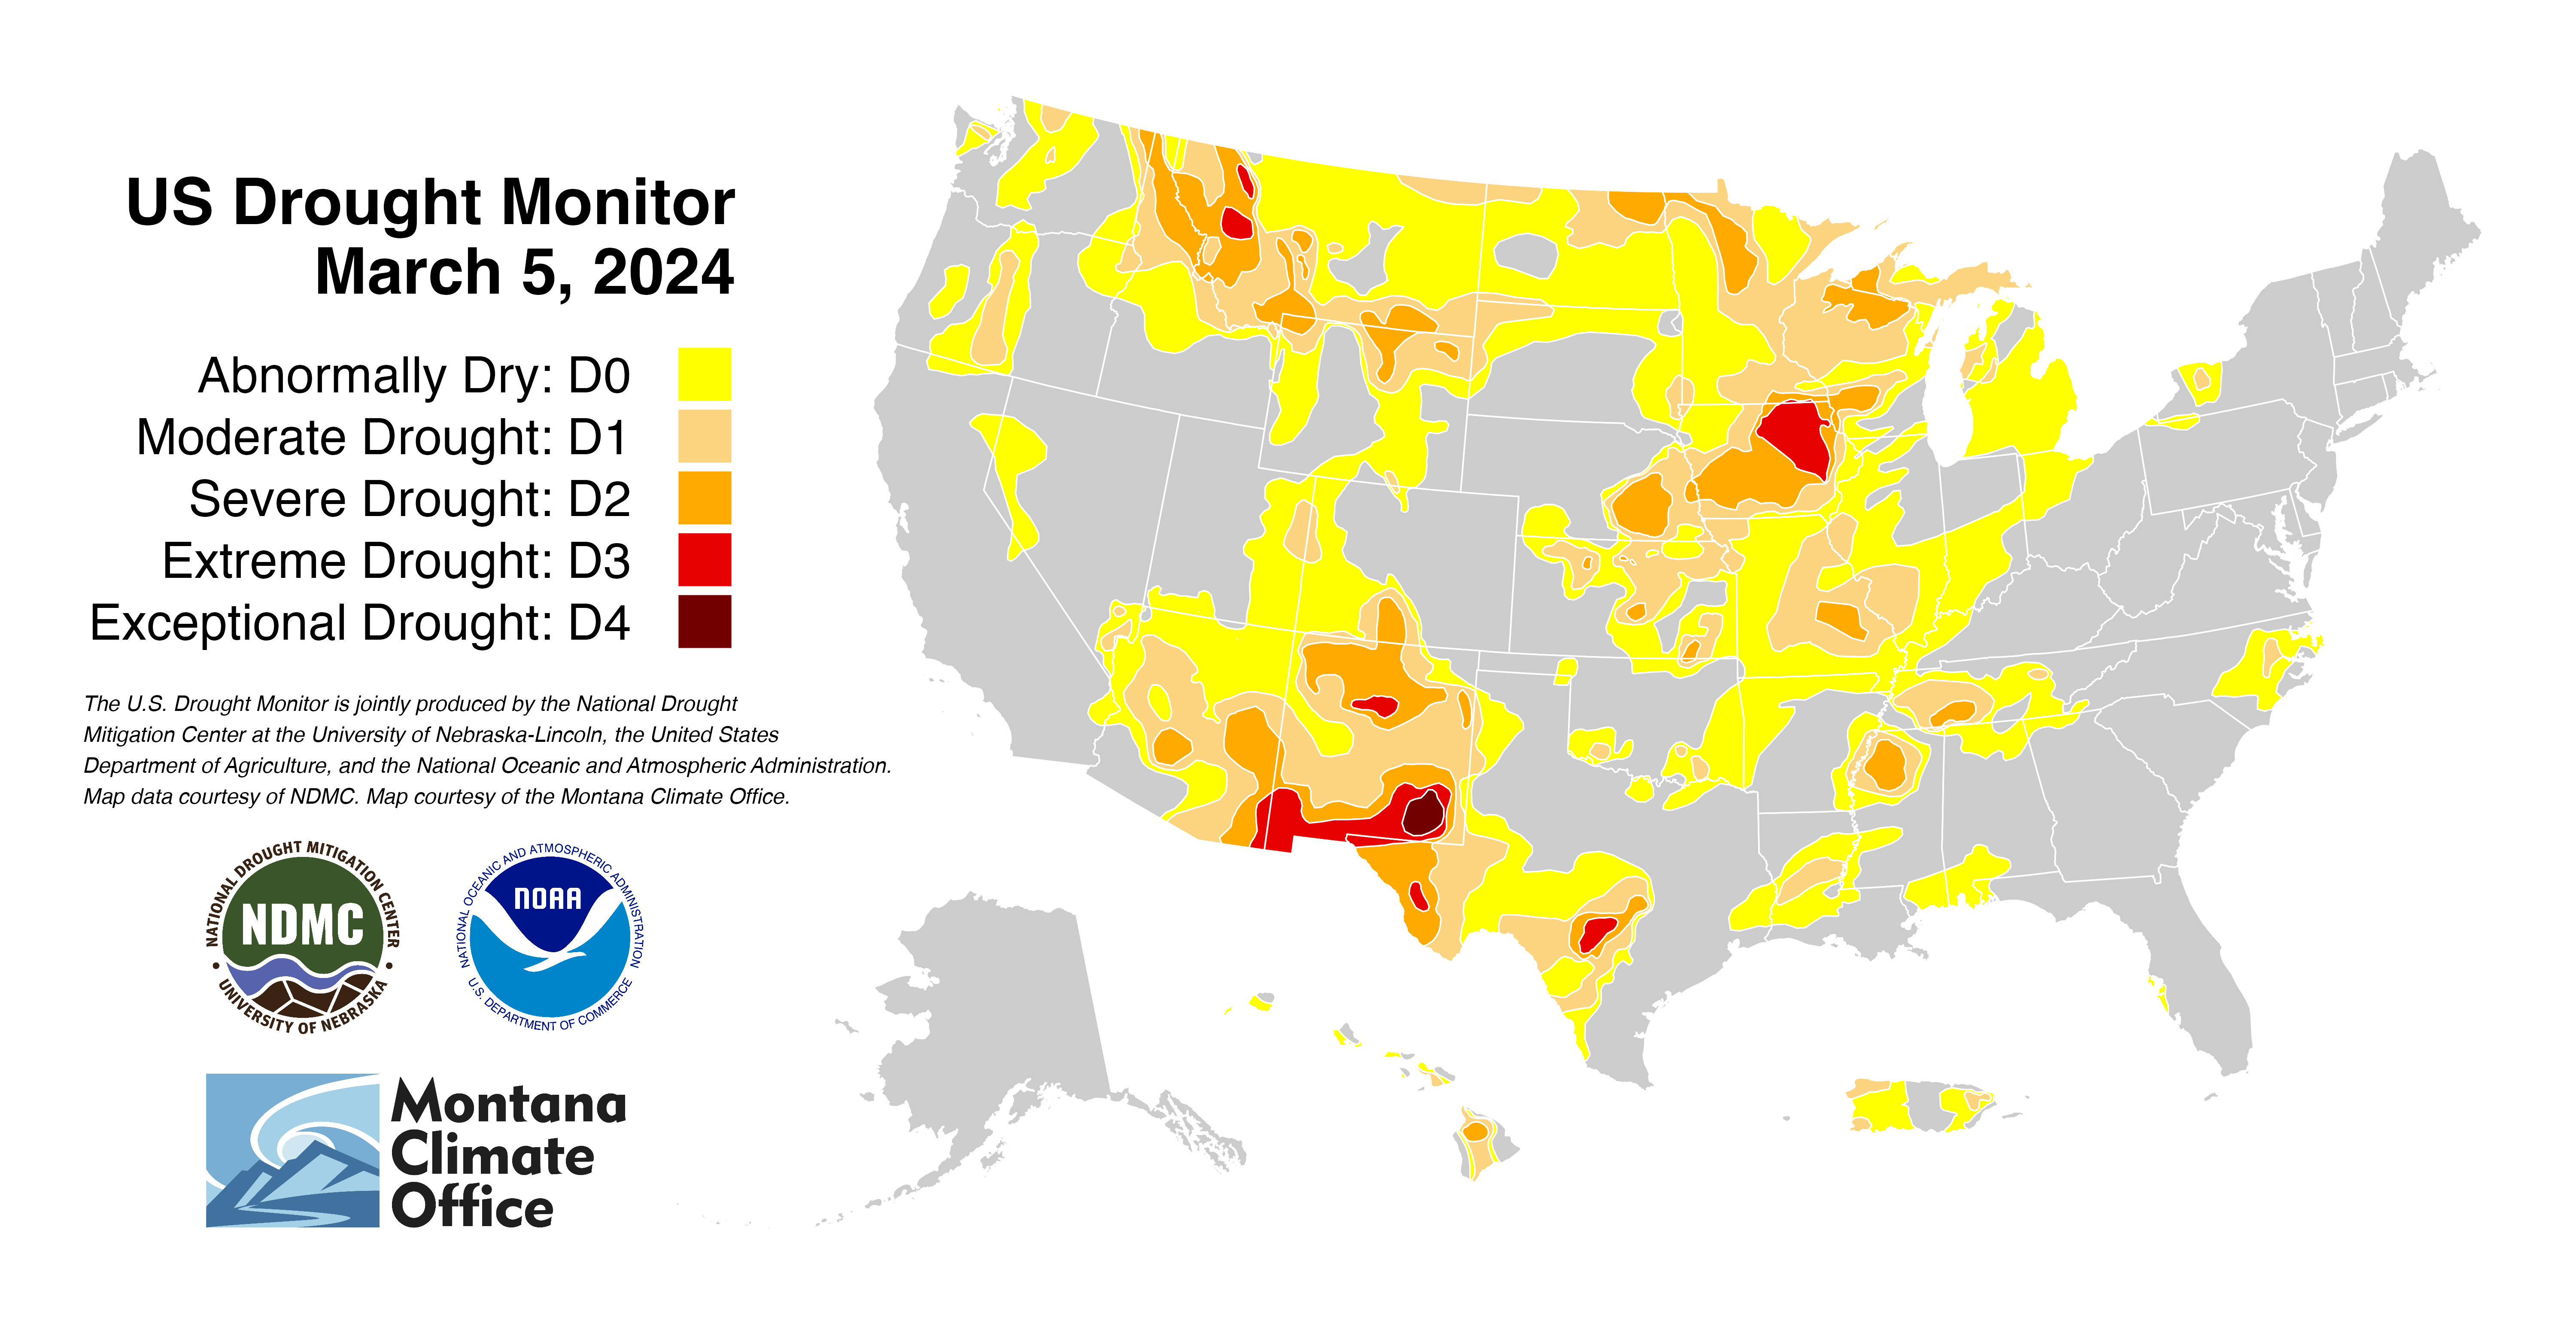 US Drought Monitor
March 5, 2024
Abnormally Dry: D0
Moderate Drought: D1
Severe Drought: D2
Extreme Drought: D3
Exceptional Drought: D4
The U.S. Drought Monitor is jointly produced by the National Drought
Mitigation Center at the University of Nebraska-Lincoln, the United States
Department of Agriculture, and the National Oceanic and Atmospheric Administration.
Map data courtesy of NDMC. Map courtesy of the Montana Climate Office.
NATIONAL DROUGHT MITIGATION CENTER
NDMC
• UNIVERSITY OF NEBRASKA •
NATIONAL OCEANIC AND ATMOSPHERIC ADMINISTRATION
NOAA
U.S. DEPARTMENT OF COMMERCE
Montana
Climate
Office